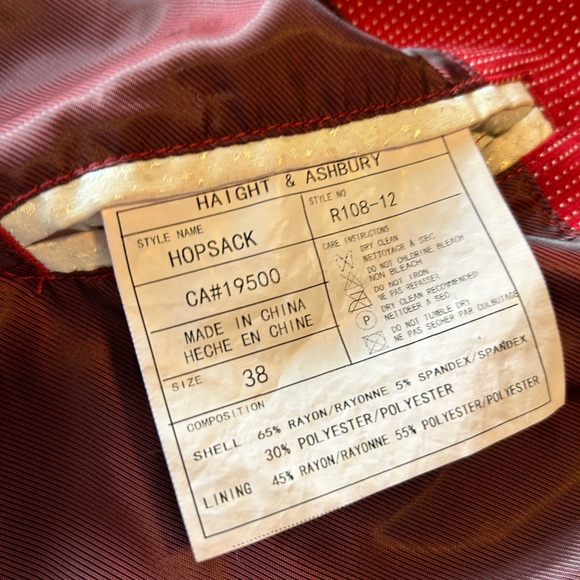 HAIGHT & ASHBURY
STYLE NAME
HOPSACK
STYLE NO
R108-12
CA#19500
MADE IN CHINA
HECHE EN CHINE
SIZE 38
CARE INSTRUCTIONS
DRY CLEAN
NETTOYAGE A SEC
DO NOT CHLORINE BLEACH
NON BLEACH
DO NOT IRON
NE PAS REPASSER
P
DRY CLEAN RECOMMENDED
NETTOEER A SEC
DO NOT TUMBLE DRY
NE PAS SECHER PAR CULBUTAGE
COMPOSITION
SHELL 65% RAYON/RAYONNE 5% SPANDEX/SPANDEX
30% POLYESTER/POLYESTER
LINING 45% RAYON/RAYONNE 55% POLYESTER/POLYESTER